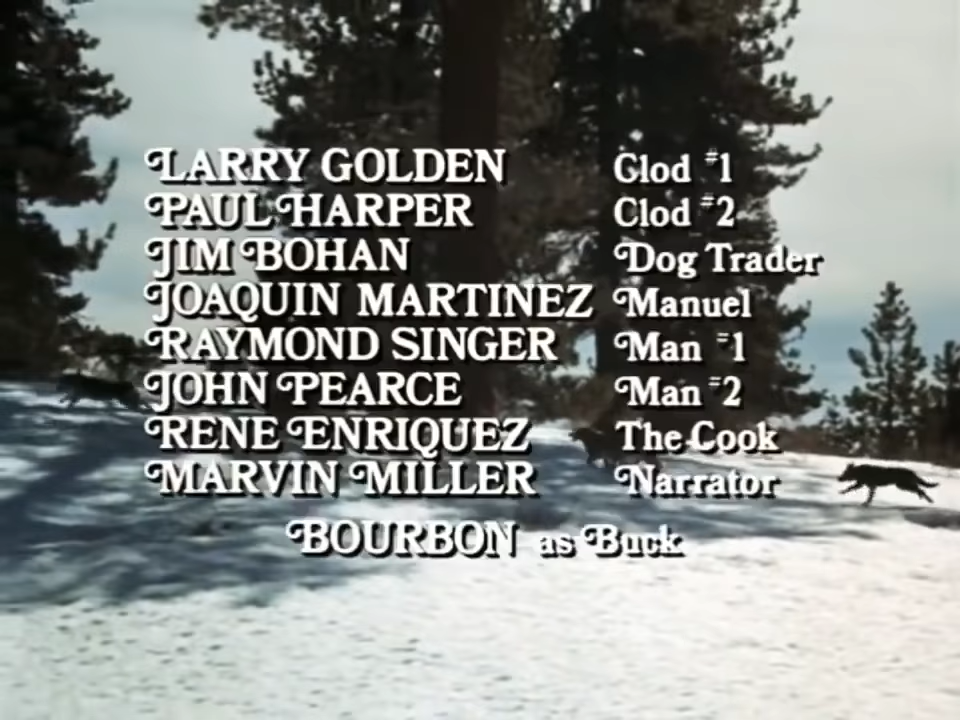 LARRY GOLDEN Clod #1
PAUL HARPER Clod #2
JIM BOHAN Dog Trader
JOAQUIN MARTINEZ Manuel
RAYMOND SINGER Man #1
JOHN PEARCE Man #2
RENE ENRIQUEZ The Cook
MARVIN MILLER Narrator
BOURBON as Buck